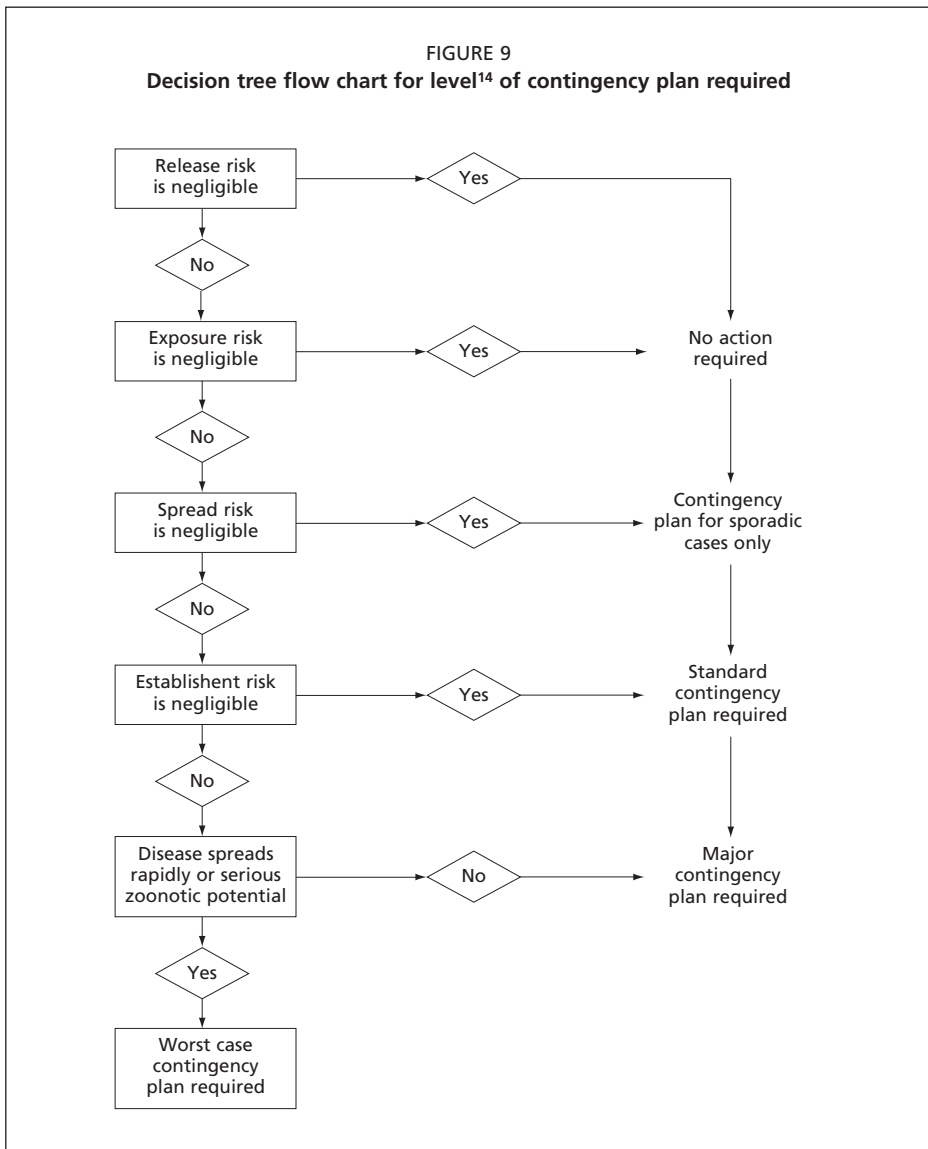 FIGURE 9
Decision tree flow chart for level¹⁴ of contingency plan required
Release risk
is negligible
Yes
No
Exposure risk
is negligible
Yes
No action
required
No
Spread risk
is negligible
Yes
Contingency
plan for sporadic
cases only
No
Establishent risk
is negligible
Yes
Standard
contingency
plan required
No
Disease spreads
rapidly or serious
zoonotic potential
No
Major
contingency
plan required
Yes
Worst case
contingency
plan required